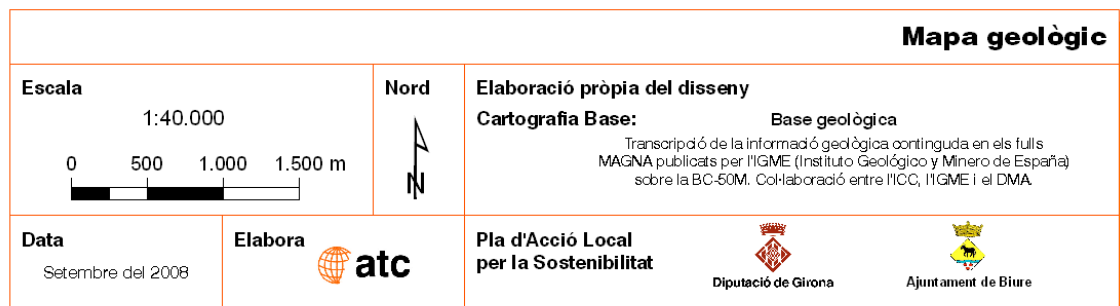 Mapa geològic
Escala
1:40.000
0 500 1.000 1.500 m
Nord
N
Elaboració pròpia del disseny
Cartografia Base:
Base geològica
Transcripció de la informació geològica continguda en els fulls
MAGNA publicats per l'IGME (Instituto Geológico y Minero de España)
sobre la BC-50M. Col·laboració entre l'ICC, l'IGME i el DMA.
Data
Setembre del 2008
Elabora
atc
Pla d'Acció Local
per la Sostenibilitat
Diputació de Girona
Ajuntament de Biure